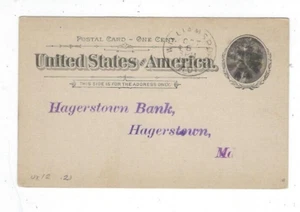 POSTAL CARD – ONE CENT
United States of America.
THIS SIDE IS FOR THE ADDRESS ONLY.
Hagerstown Bank,
Hagerstown,
Md